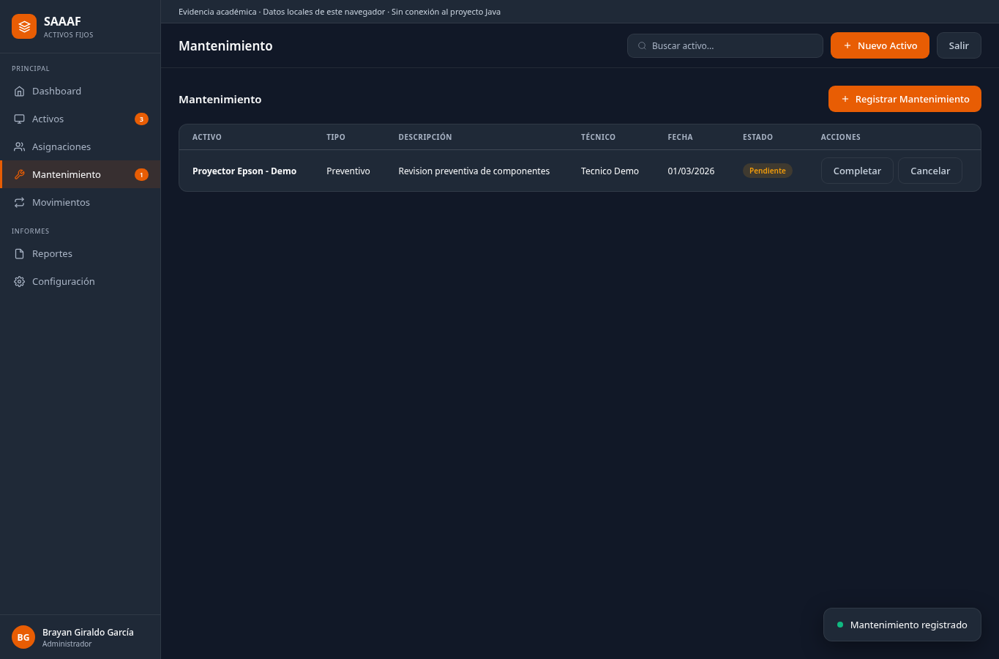 SAAAF
ACTIVOS FIJOS
PRINCIPAL
Dashboard
Activos 3
Asignaciones
Mantenimiento 1
Movimientos
INFORMES
Reportes
Configuración
BG
Brayan Giraldo García
Administrador
Evidencia académica · Datos locales de este navegador · Sin conexión al proyecto Java
Mantenimiento
Buscar activo...
+ Nuevo Activo
Salir
Mantenimiento
+ Registrar Mantenimiento
ACTIVO TIPO DESCRIPCIÓN TÉCNICO FECHA ESTADO ACCIONES
Proyector Epson - Demo Preventivo Revision preventiva de componentes Tecnico Demo 01/03/2026 Pendiente Completar Cancelar
Mantenimiento registrado